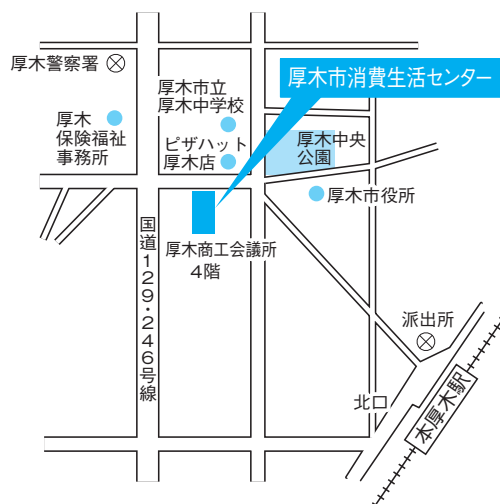 厚木警察署
厚木市立
厚木中学校
厚木市消費生活センター
厚木
保険福祉
事務所
ピザハット
厚木店
厚木中央
公園
厚木市役所
国道129・246号線
厚木商工会議所
4階
派出所
北口
本厚木駅